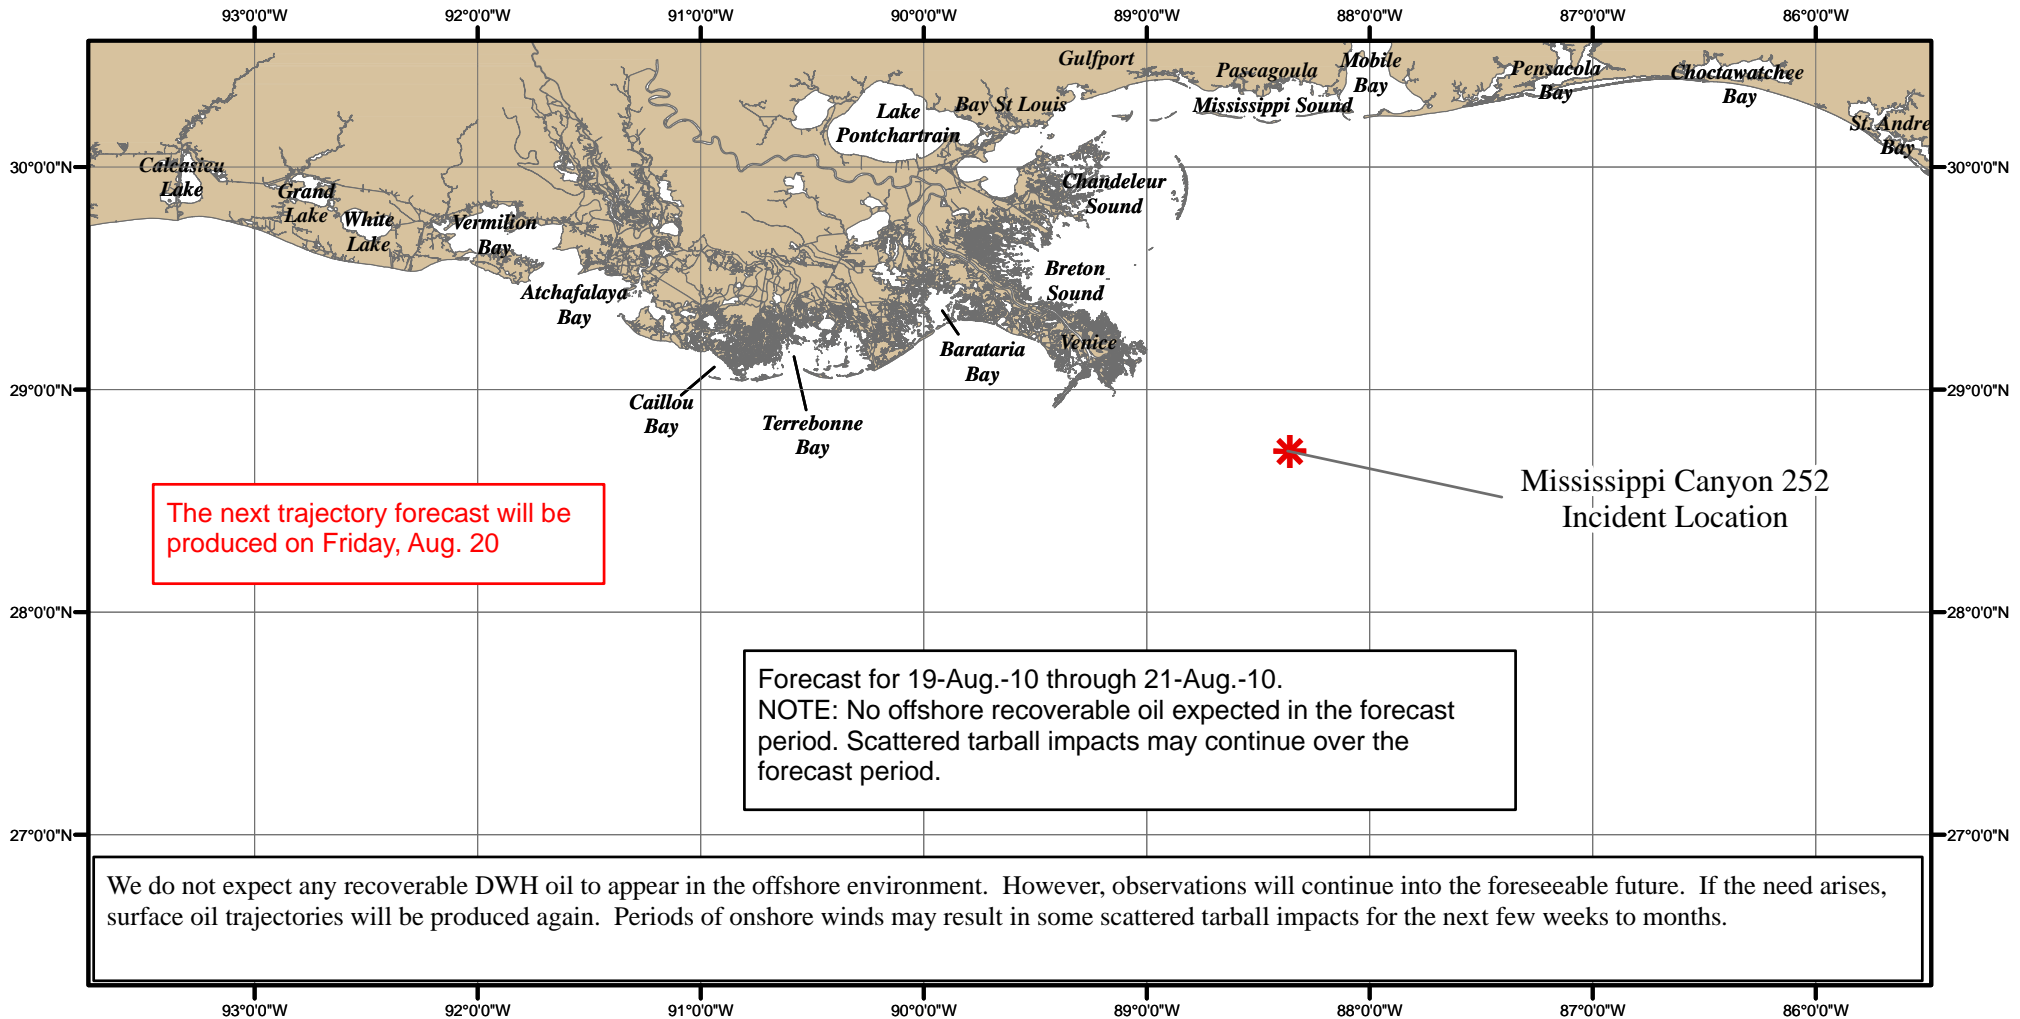 93°0'0"W 92°0'0"W 91°0'0"W 90°0'0"W 89°0'0"W 88°0'0"W 87°0'0"W 86°0'0"W
Gulfport
Pascagoula
Mobile
Bay
Pensacola
Bay
Choctawatchee
Bay
Mississippi Sound
Bay St Louis
Lake
Pontchartrain
St. Andre
Bay
30°0'0"N
30°0'0"N
Calcasieu
Lake
Grand
Lake
White
Lake
Vermilion
Bay
Chandeleur
Sound
Breton
Sound
Atchafalaya
Bay
Venice
Barataria
Bay
29°0'0"N
29°0'0"N
Caillou
Bay
Terrebonne
Bay
Mississippi Canyon 252
Incident Location
The next trajectory forecast will be
produced on Friday, Aug. 20
28°0'0"N
28°0'0"N
Forecast for 19-Aug.-10 through 21-Aug.-10.
NOTE: No offshore recoverable oil expected in the forecast
period. Scattered tarball impacts may continue over the
forecast period.
27°0'0"N
27°0'0"N
We do not expect any recoverable DWH oil to appear in the offshore environment.  However, observations will continue into the foreseeable future.  If the need arises,
surface oil trajectories will be produced again.  Periods of onshore winds may result in some scattered tarball impacts for the next few weeks to months.
93°0'0"W 92°0'0"W 91°0'0"W 90°0'0"W 89°0'0"W 88°0'0"W 87°0'0"W 86°0'0"W